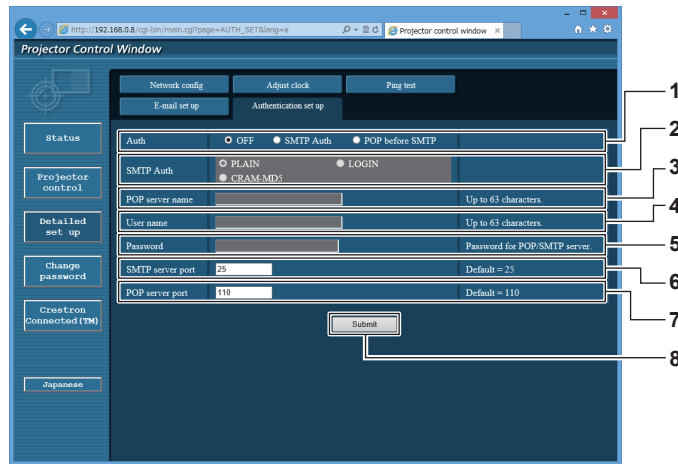 http://192.168.0.8/cgi-bin/main.cgi?page=AUTH_SET&lang=e
Projector control window
Projector Control Window
Network config Adjust clock Ping test
E-mail set up Authentication set up
Status
Projector control
Detailed set up
Change password
Crestron Connected(TM)
Japanese
Auth OFF SMTP Auth POP before SMTP
SMTP Auth PLAIN LOGIN
CRAM-MD5
POP server name Up to 63 characters.
User name Up to 63 characters.
Password Password for POP/SMTP server.
SMTP server port 25 Default = 25
POP server port 110 Default = 110
Submit
1
2
3
4
5
6
7
8